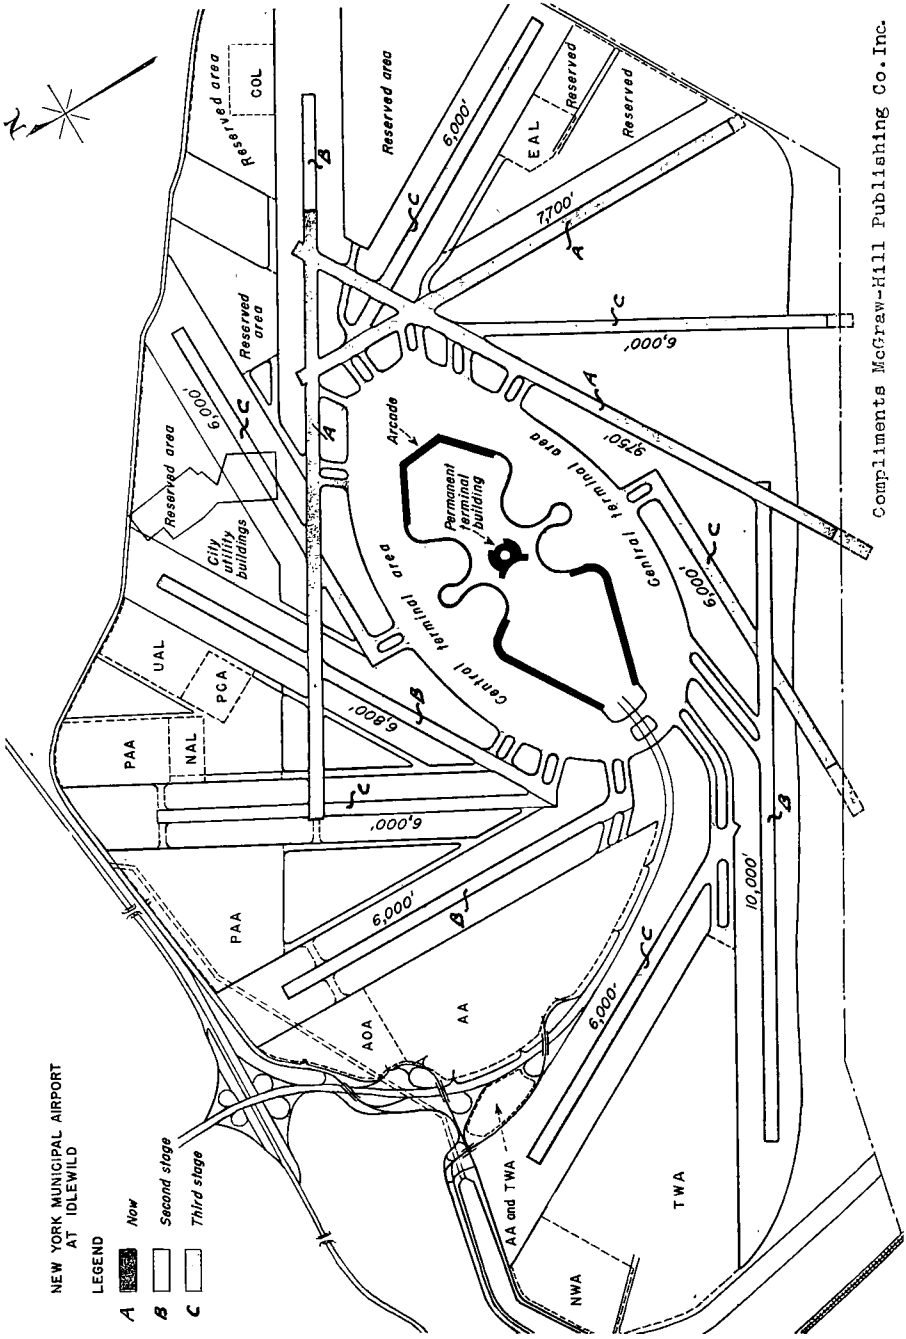 NEW YORK MUNICIPAL AIRPORT
AT IDLEWILD
LEGEND
A Now
B Second stage
C Third stage
N
COL
Reserved area
Reserved area
B
6,000'
C
Reserved
EAL
Reserved
7,700'
A
C
6,000'
Reserved
area
6,000'
C
A
Arcade
A
9750'
Reserved area
City
utility
buildings
Permanent
terminal
building
Central terminal area
Central terminal area
C
6,000'
UAL
PCA
B
6,800'
PAA
NAL
C
6,000'
PAA
6,000'
B
B
10,000'
AOA
AA
C
6,000'
AA and TWA
TWA
NWA
Compliments McGraw-Hill Publishing Co.Inc.